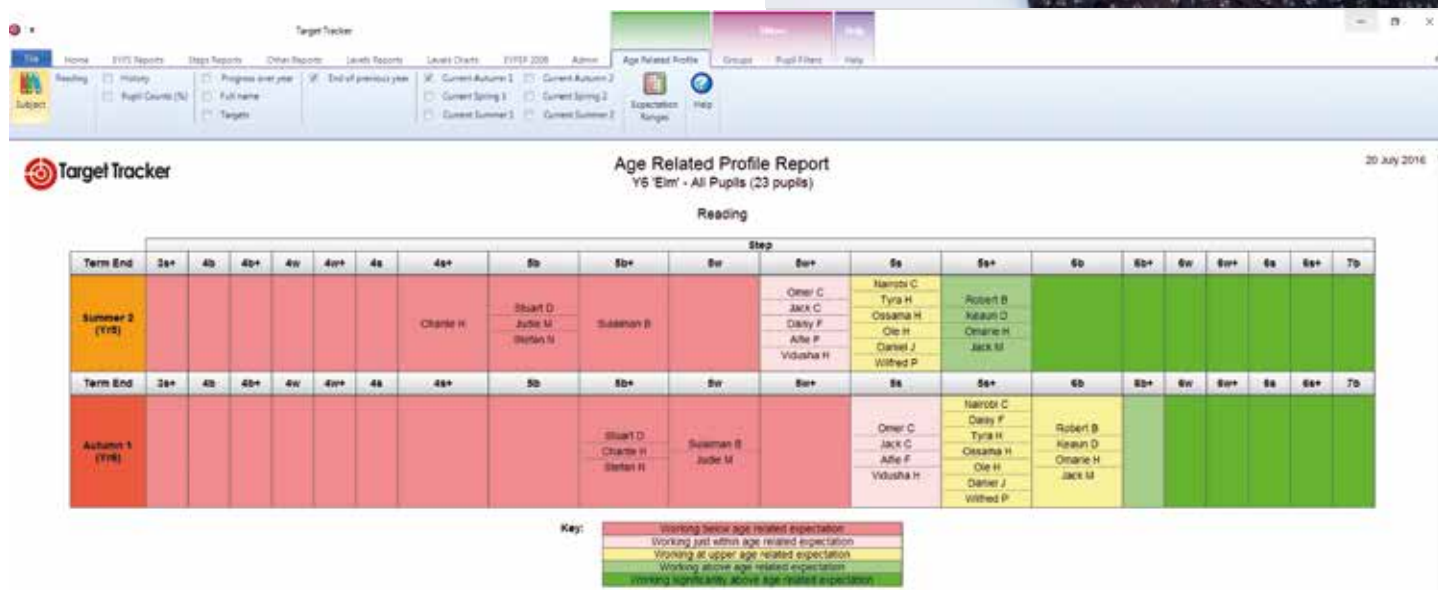 Target Tracker
File Home EYFS Reports Steps Reports Other Reports Levels Reports Levels Charts EYFSP 2008 Admin Age Related Profile Groups Pupil Filters Help
Subject
Reading
History
Pupil Counts (%)
Progress over year
Full name
Targets
End of previous year
Current Autumn 1 Current Autumn 2
Current Spring 1 Current Spring 2
Current Summer 1 Current Summer 2
Expectation Ranges
Help
Target Tracker
Age Related Profile Report
20 July 2016
Y6 'Elm' - All Pupils (23 pupils)
Reading
Step
Term End 3s+ 4b 4b+ 4w 4w+ 4s 4s+ 5b 5b+ 5w 5w+ 5s 5s+ 6b 6b+ 6w 6w+ 6s 6s+ 7b
Summer 2 (Yr5)
Chante H
Stuart D
Judie M
Stefan N
Sulaiman B
Omer C
Jack C
Daisy F
Alfie P
Vidusha H
Nairobi C
Tyra H
Ossama H
Ole H
Daniel J
Wilfred P
Robert B
Keaun D
Omarie H
Jack M
Term End 3s+ 4b 4b+ 4w 4w+ 4s 4s+ 5b 5b+ 5w 5w+ 5s 5s+ 6b 6b+ 6w 6w+ 6s 6s+ 7b
Autumn 1 (Yr6)
Stuart D
Chante H
Stefan N
Sulaiman B
Judie M
Omer C
Jack C
Alfie P
Vidusha H
Nairobi C
Daisy F
Tyra H
Ossama H
Ole H
Daniel J
Wilfred P
Robert B
Keaun D
Omarie H
Jack M
Key:
Working below age related expectation
Working just within age related expectation
Working at upper age related expectation
Working above age related expectation
Working significantly above age related expectation